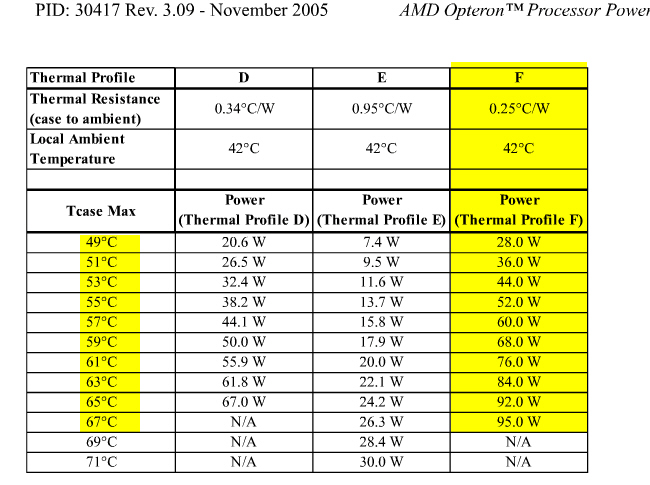 PID: 30417 Rev. 3.09 - November 2005 AMD Opteron™ Processor Power
Thermal Profile D E F
Thermal Resistance
(case to ambient) 0.34°C/W 0.95°C/W 0.25°C/W
Local Ambient
Temperature 42°C 42°C 42°C
Tcase Max Power Power Power
(Thermal Profile D) (Thermal Profile E) (Thermal Profile F)
49°C 20.6 W 7.4 W 28.0 W
51°C 26.5 W 9.5 W 36.0 W
53°C 32.4 W 11.6 W 44.0 W
55°C 38.2 W 13.7 W 52.0 W
57°C 44.1 W 15.8 W 60.0 W
59°C 50.0 W 17.9 W 68.0 W
61°C 55.9 W 20.0 W 76.0 W
63°C 61.8 W 22.1 W 84.0 W
65°C 67.0 W 24.2 W 92.0 W
67°C N/A 26.3 W 95.0 W
69°C N/A 28.4 W N/A
71°C N/A 30.0 W N/A